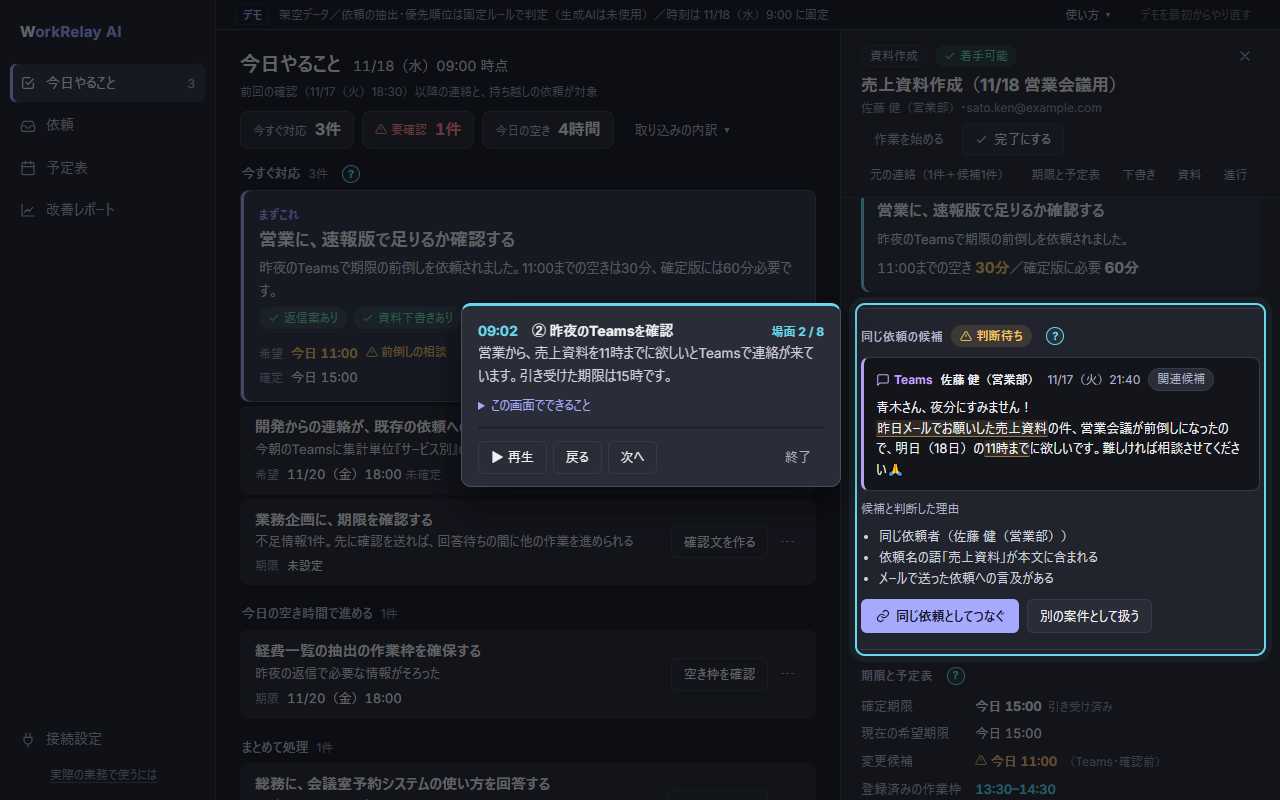 WorkRelay AI
今日やること 3
依頼
予定表
改善レポート
接続設定
実際の業務で使うには
デモ 架空データ／依頼の抽出・優先順位は固定ルールで判定（生成AIは未使用）／時刻は 11/18（水）9:00 に固定
使い方 ▼ デモを最初からやり直す
今日やること 11/18（水）09:00 時点
前回の確認（11/17（火）18:30）以降の連絡と、持ち越しの依頼が対象
今すぐ対応 3件 要確認 1件 今日の空き 4時間 取り込みの内訳 ▼
今すぐ対応 3件 ?
まずこれ
営業に、速報版で足りるか確認する
昨夜のTeamsで期限の前倒しを依頼されました。11:00までの空きは30分、確定版には60分必要で
す。
返信案あり 資料下書きあり
希望 今日 11:00 前倒しの相談
確定 今日 15:00
開発からの連絡が、既存の依頼へ
今朝のTeamsに集計単位『サービス別』の
希望 11/20（金）18:00 未確定
業務企画に、期限を確認する
不足情報1件。先に確認を送れば、回答待ちの間に他の作業を進められる
期限 未設定
確認文を作る …
今日の空き時間で進める 1件
経費一覧の抽出の作業枠を確保する
昨夜の返信で必要な情報がそろった
期限 11/20（金）18:00
空き枠を確認 …
まとめて処理 1件
総務に、会議室予約システムの使い方を回答する
09:02 ② 昨夜のTeamsを確認 場面 2 / 8
営業から、売上資料を11時までに欲しいとTeamsで連絡が来て
います。引き受けた期限は15時です。
▶ この画面でできること
▶ 再生 戻る 次へ 終了
資料作成 着手可能
売上資料作成（11/18 営業会議用）
佐藤 健（営業部）・sato.ken@example.com
作業を始める 完了にする
元の連絡（1件＋候補1件） 期限と予定表 下書き 資料 進行
営業に、速報版で足りるか確認する
昨夜のTeamsで期限の前倒しを依頼されました。
11:00までの空き 30分／確定版に必要 60分
同じ依頼の候補 判断待ち ?
Teams 佐藤 健（営業部） 11/17（火）21:40 関連候補
青木さん、夜分にすみません！
昨日メールでお願いした売上資料の件、営業会議が前倒しになったの
で、明日（18日）の11時までに欲しいです。難しければ相談させてくださ
い🙏
候補と判断した理由
• 同じ依頼者（佐藤 健（営業部））
• 依頼名の語「売上資料」が本文に含まれる
• メールで送った依頼への言及がある
同じ依頼としてつなぐ 別の案件として扱う
期限と予定表 ?
確定期限 今日 15:00 引き受け済み
現在の希望期限 今日 15:00
変更候補 今日 11:00 （Teams・確認前）
登録済みの作業枠 13:30–14:30